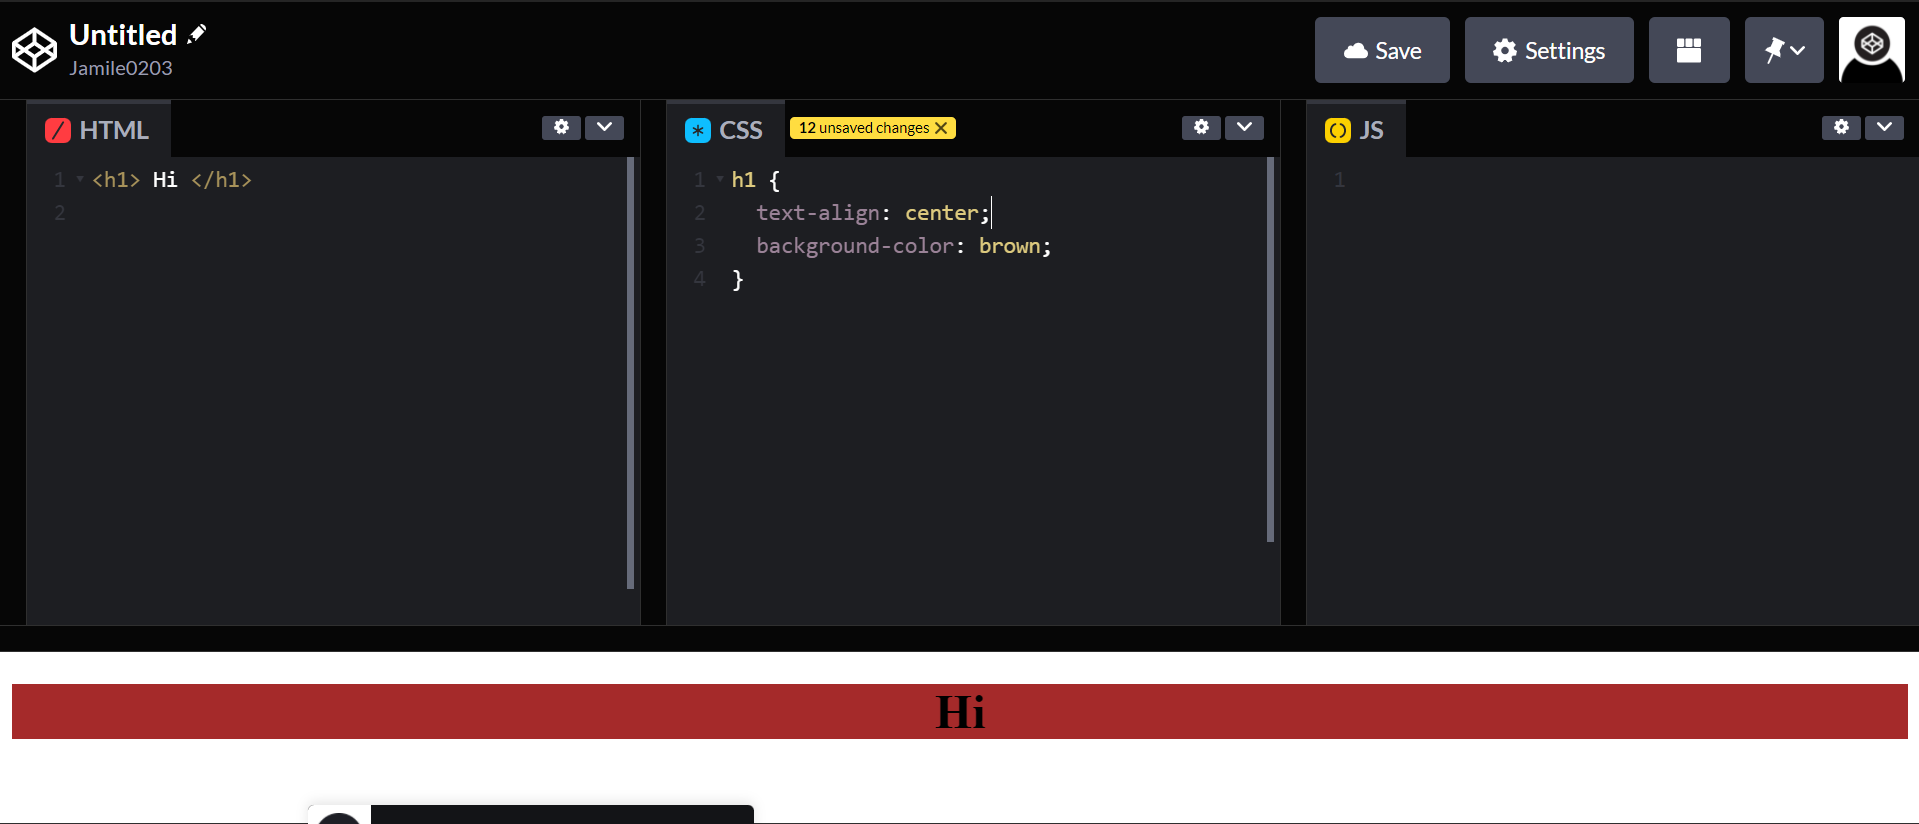 Untitled
Jamile0203
Save
Settings
HTML
CSS
12 unsaved changes
JS
1 <h1> Hi </h1>
2
1 h1 {
2 text-align: center;
3 background-color: brown;
4 }
1
Hi